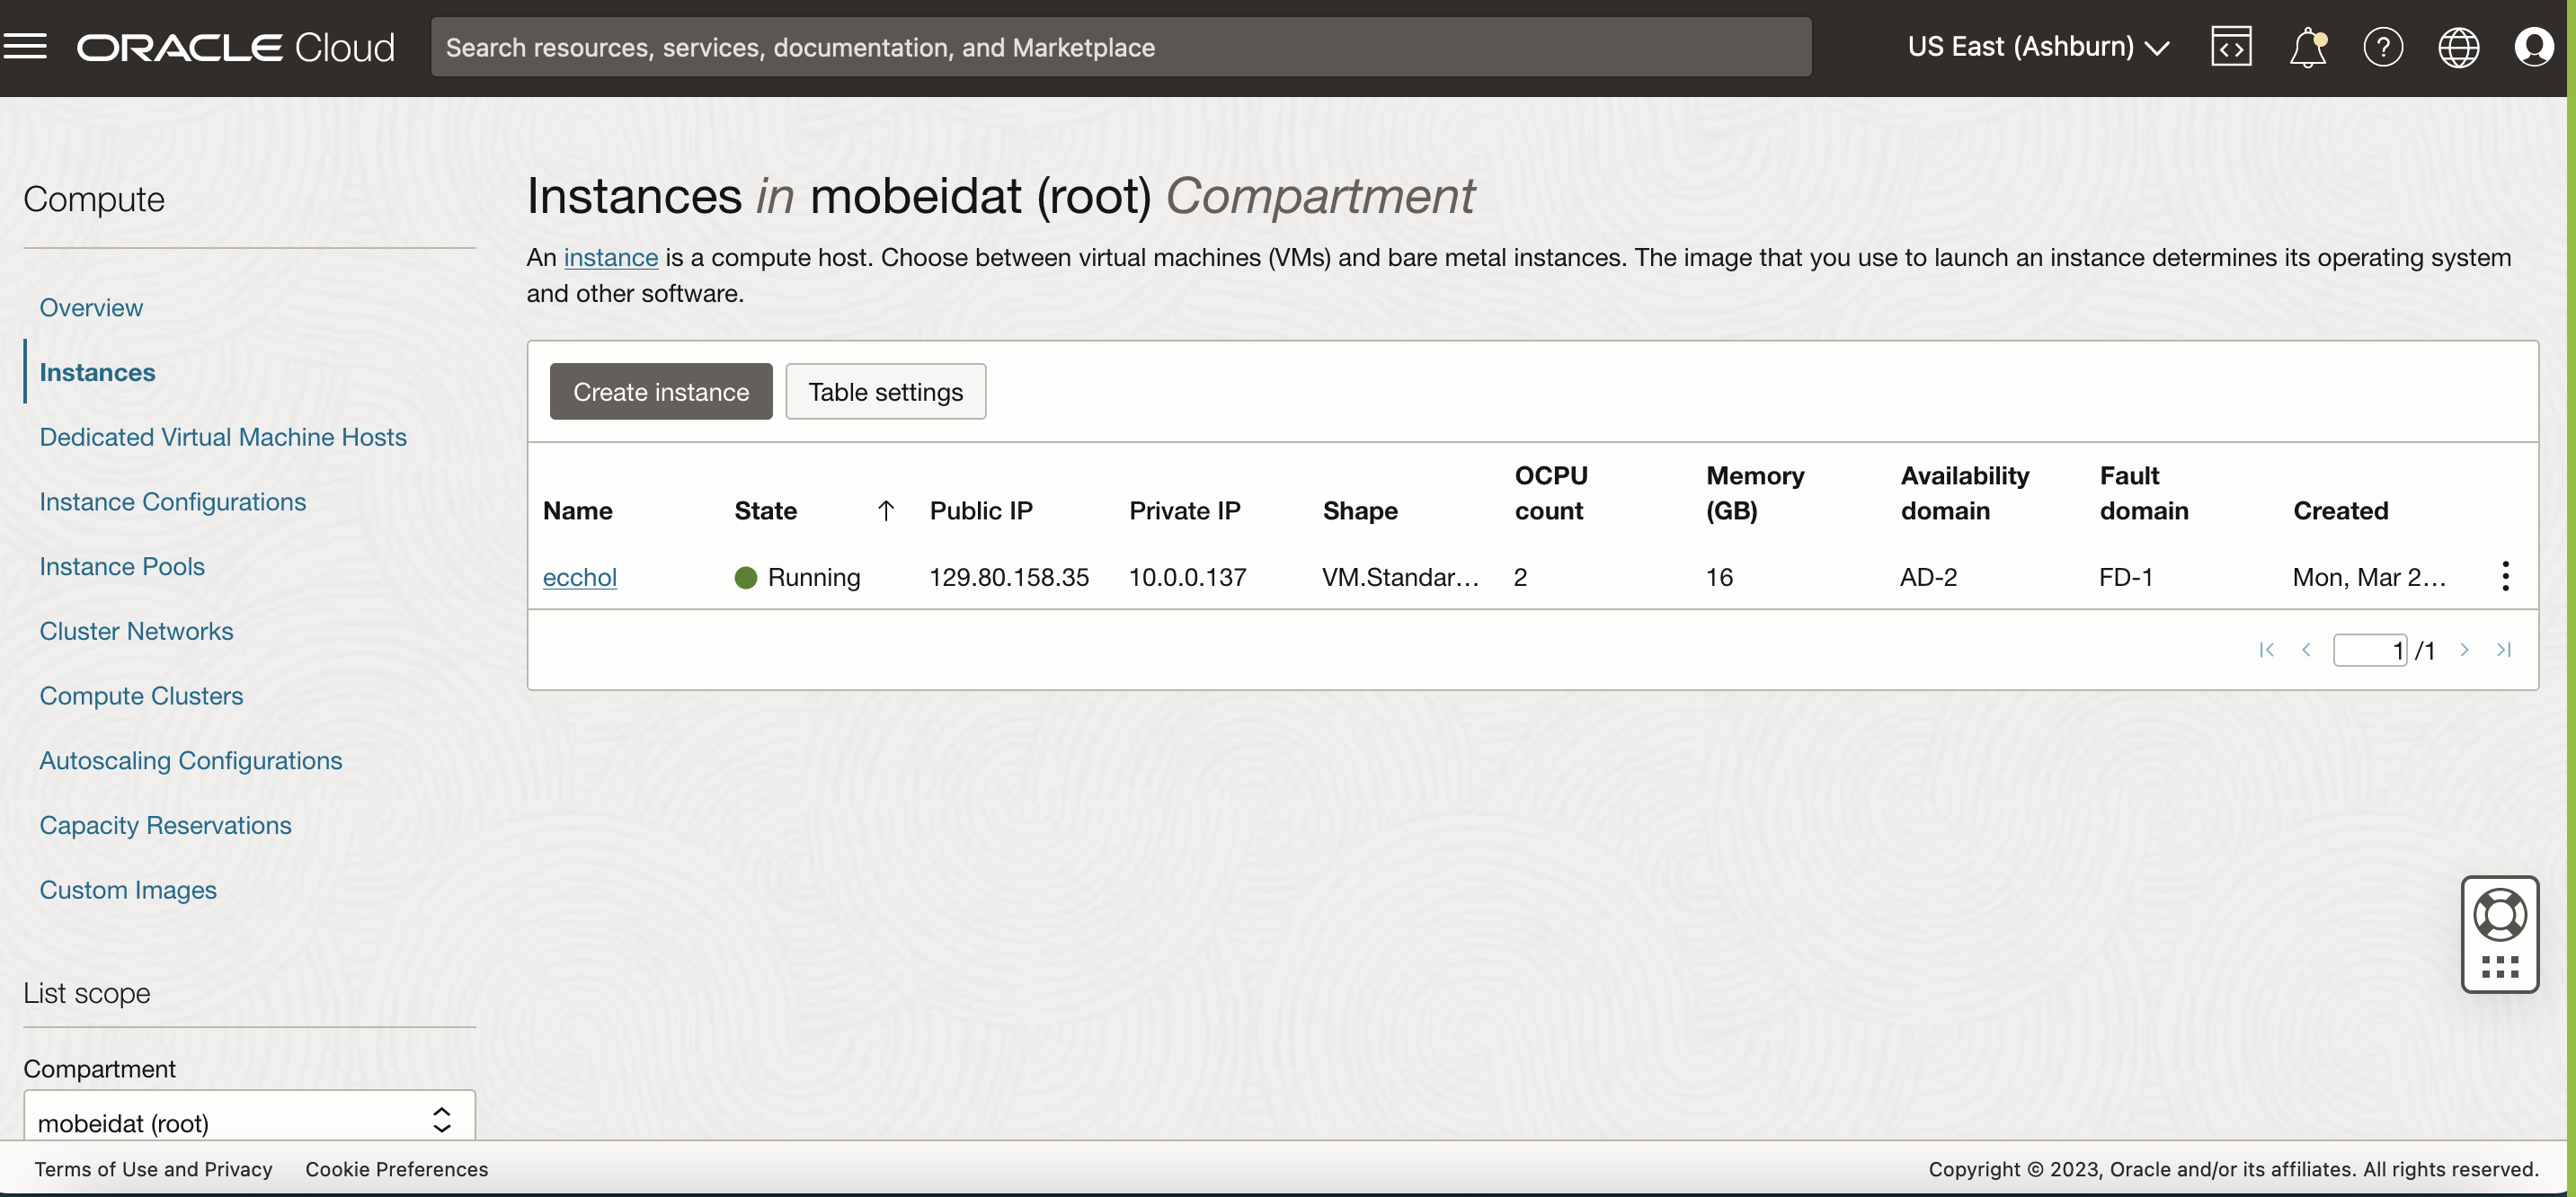 ORACLE Cloud
Search resources, services, documentation, and Marketplace
US East (Ashburn)
Compute
Overview
Instances
Dedicated Virtual Machine Hosts
Instance Configurations
Instance Pools
Cluster Networks
Compute Clusters
Autoscaling Configurations
Capacity Reservations
Custom Images
List scope
Compartment
mobeidat (root)
Instances in mobeidat (root) Compartment
An instance is a compute host. Choose between virtual machines (VMs) and bare metal instances. The image that you use to launch an instance determines its operating system
and other software.
Create instance Table settings
Name State Public IP Private IP Shape OCPU count Memory (GB) Availability domain Fault domain Created
ecchol Running 129.80.158.35 10.0.0.137 VM.Standar... 2 16 AD-2 FD-1 Mon, Mar 2...
1 /1
Terms of Use and Privacy Cookie Preferences
Copyright © 2023, Oracle and/or its affiliates. All rights reserved.